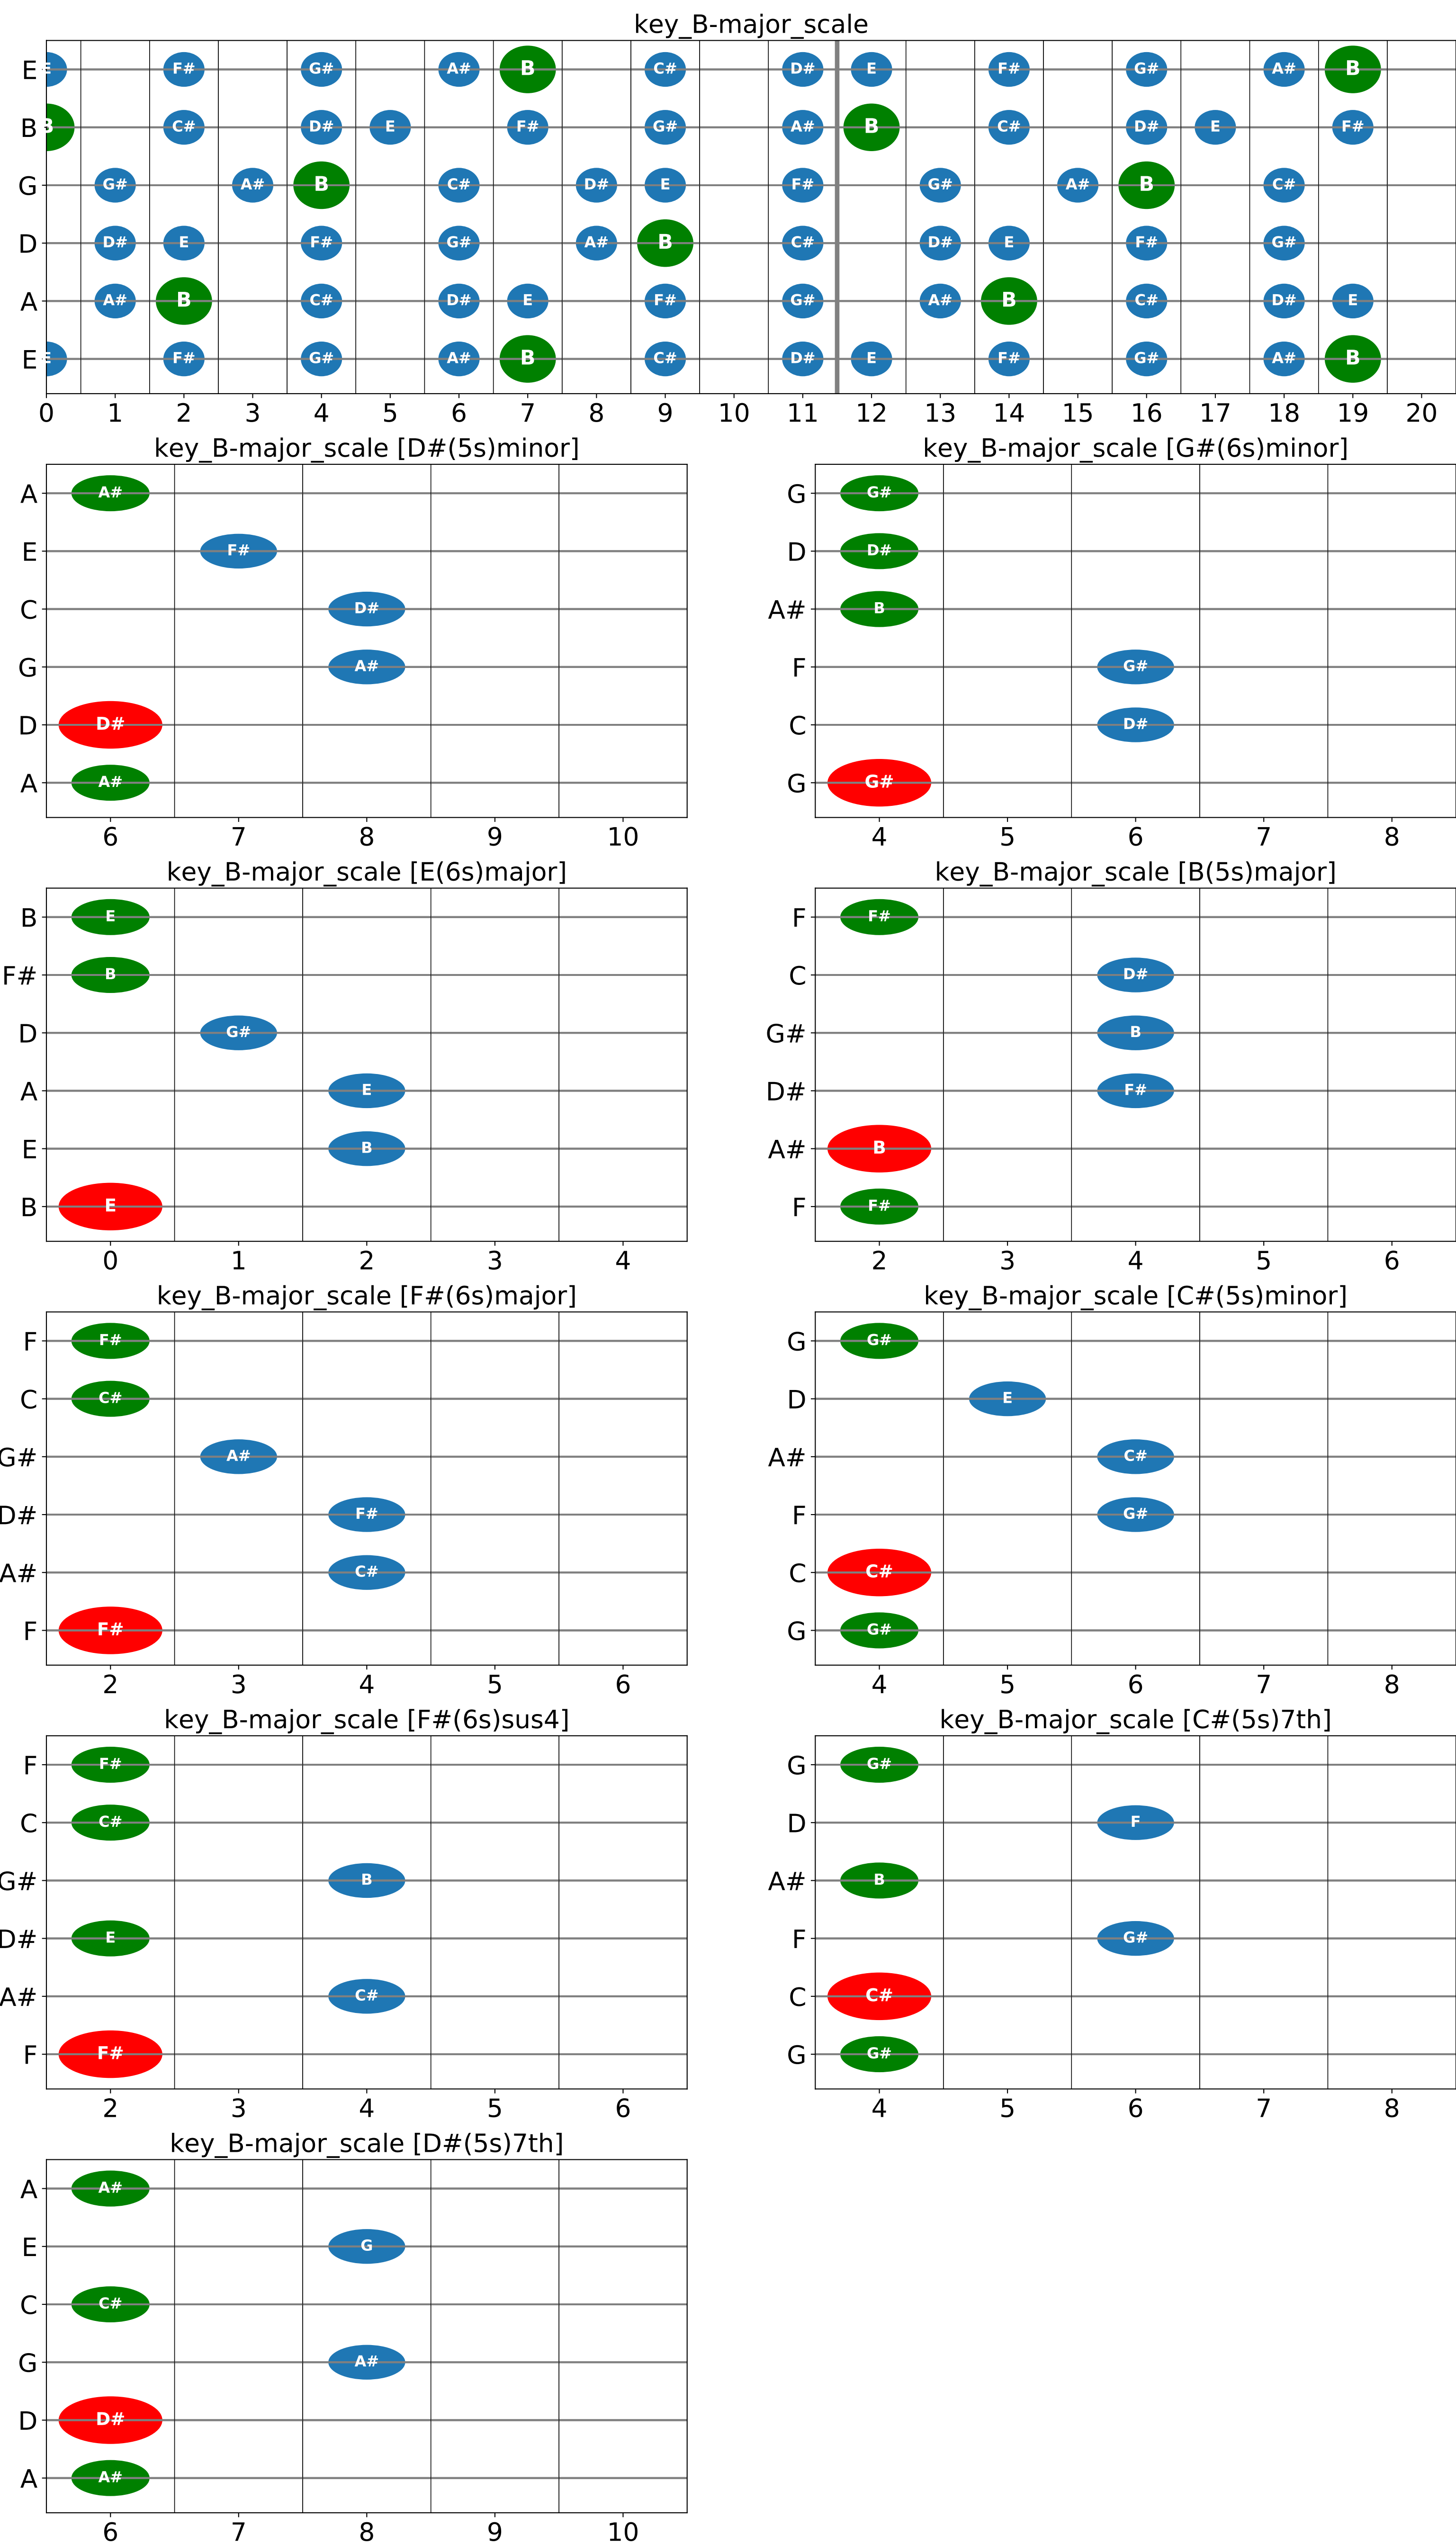 key_B-major_scale
E E F# G# A# B C# D# E F# G# A# B
B B C# D# E F# G# A# B C# D# E F#
G G# A# B C# D# E F# G# A# B C#
D D# E F# G# A# B C# D# E F# G#
A A# B C# D# E F# G# A# B C# D# E
E E F# G# A# B C# D# E F# G# A# B
0 1 2 3 4 5 6 7 8 9 10 11 12 13 14 15 16 17 18 19 20
key_B-major_scale [D#(5s)minor]
A A#
E F#
C D#
G A#
D D#
A A#
6 7 8 9 10
key_B-major_scale [G#(6s)minor]
G G#
D D#
A# B
F G#
C D#
G G#
4 5 6 7 8
key_B-major_scale [E(6s)major]
B E
F# B
D G#
A E
E B
B E
0 1 2 3 4
key_B-major_scale [B(5s)major]
F F#
C D#
G# B
D# F#
A# B
F F#
2 3 4 5 6
key_B-major_scale [F#(6s)major]
F F#
C C#
G# A#
D# F#
A# C#
F F#
2 3 4 5 6
key_B-major_scale [C#(5s)minor]
G G#
D E
A# C#
F G#
C C#
G G#
4 5 6 7 8
key_B-major_scale [F#(6s)sus4]
F F#
C C#
G# B
D# E
A# C#
F F#
2 3 4 5 6
key_B-major_scale [C#(5s)7th]
G G#
D F
A# B
F G#
C C#
G G#
4 5 6 7 8
key_B-major_scale [D#(5s)7th]
A A#
E G
C C#
G A#
D D#
A A#
6 7 8 9 10